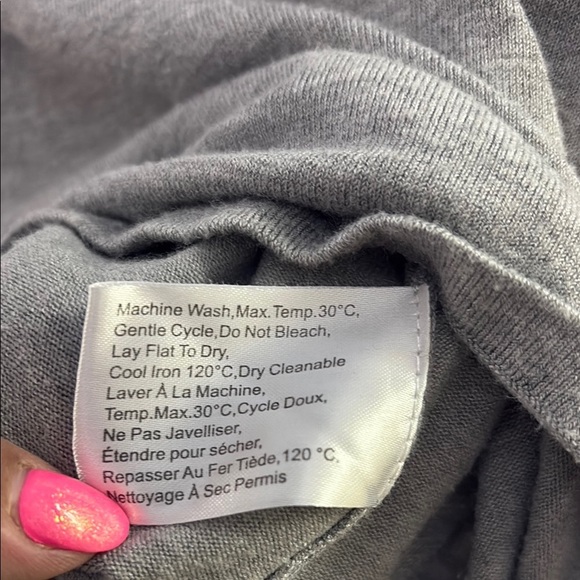 Machine Wash,Max.Temp.30°C,
Gentle Cycle,Do Not Bleach,
Lay Flat To Dry,
Cool Iron 120°C,Dry Cleanable
Laver À La Machine,
Temp.Max.30°C,Cycle Doux,
Ne Pas Javelliser,
Étendre pour sécher,
Repasser Au Fer Tiède,120 °C,
Nettoyage À Sec Permis